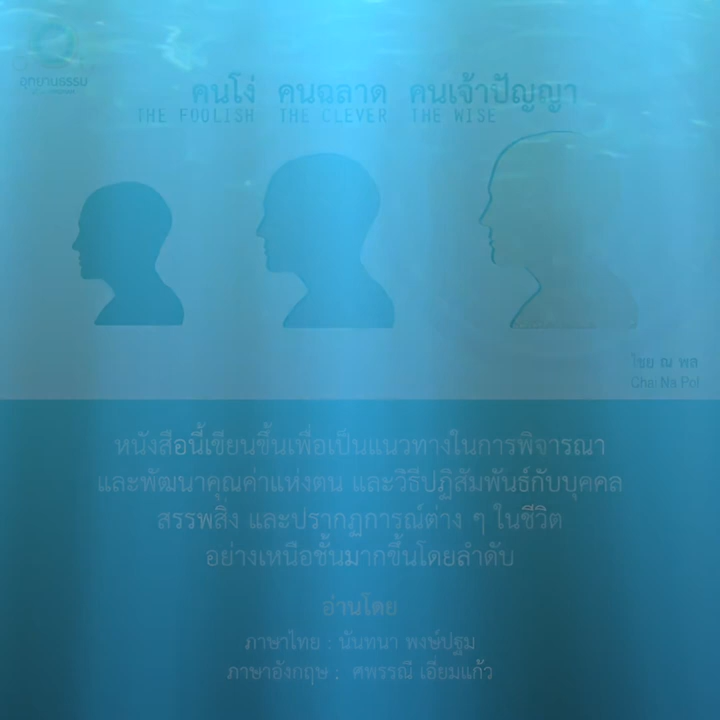 อุทยานธรรม
คนโง่ คนฉลาด คนเจ้าปัญญา
THE FOOLISH THE CLEVER THE WISE
ไชย ณ พล
Chai Na Pol
หนังสือนี้เขียนขึ้นเพื่อเป็นแนวทางในการพิจารณา
และพัฒนาคุณค่าแห่งตน และวิธีปฏิสัมพันธ์กับบุคคล
สรรพสิ่ง และปรากฏการณ์ต่าง ๆ ในชีวิต
อย่างเหนือชั้นมากขึ้นโดยลำดับ
อ่านโดย
ภาษาไทย : นันทนา พงษ์ปฐม
ภาษาอังกฤษ : ศพรรณี เอี่ยมแก้ว